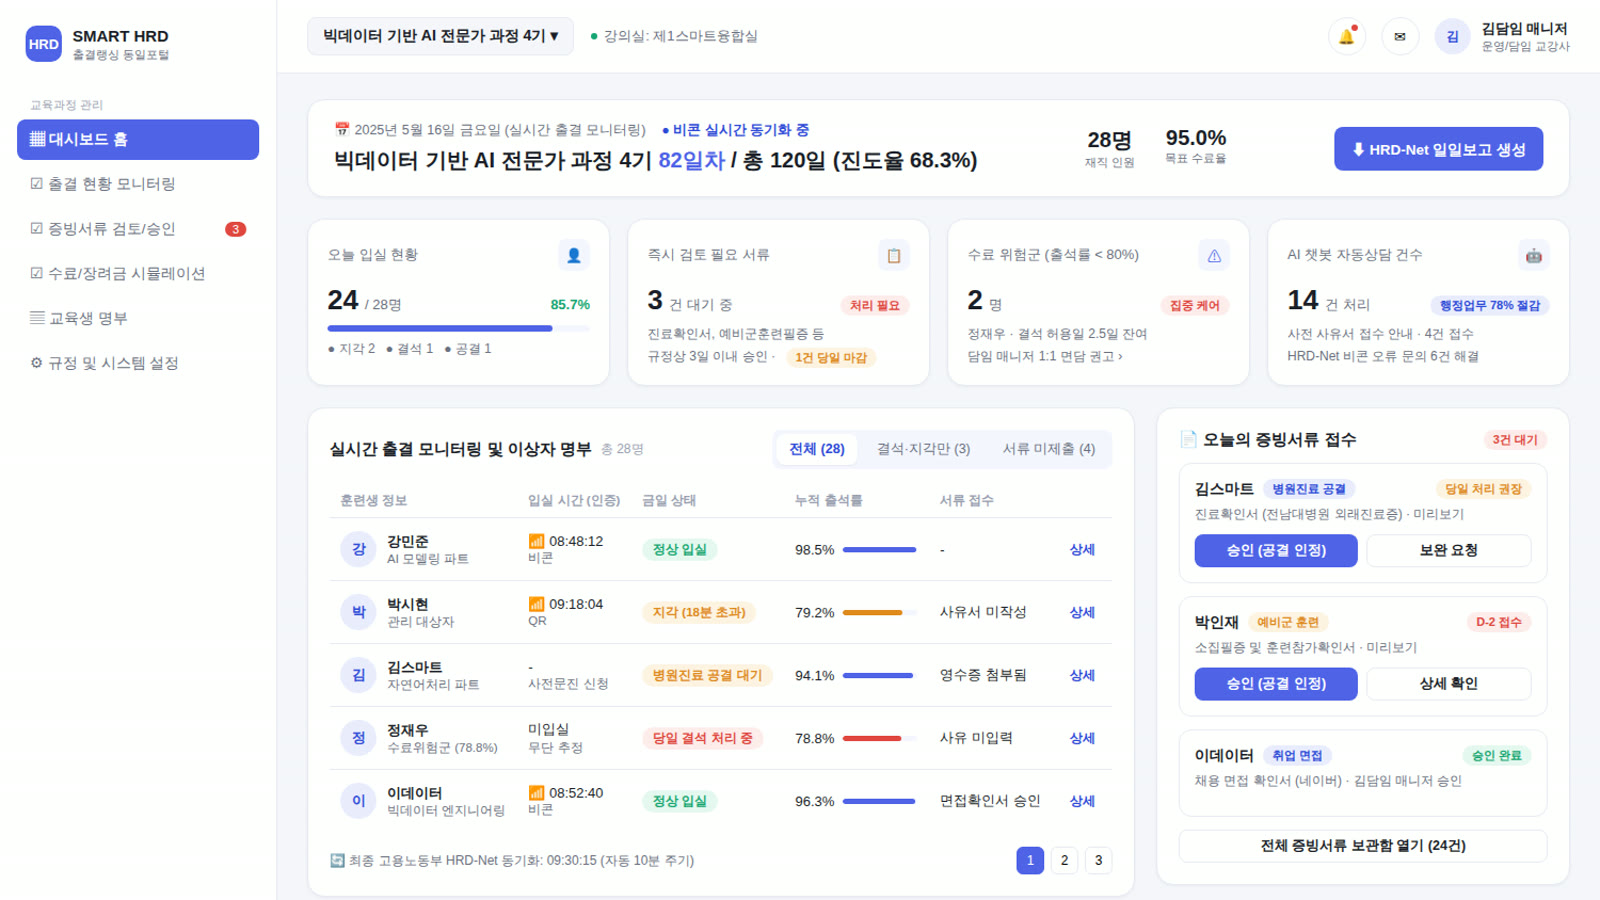 HRD
SMART HRD
출결랭싱 동일포털
교육과정 관리
대시보드 홈
출결 현황 모니터링
증빙서류 검토/승인
3
수료/장려금 시뮬레이션
교육생 명부
규정 및 시스템 설정
빅데이터 기반 AI 전문가 과정 4기 ▾
● 강의실: 제1스마트융합실
김
김담임 매니저
운영/담임 교강사
2025년 5월 16일 금요일 (실시간 출결 모니터링) ● 비콘 실시간 동기화 중
빅데이터 기반 AI 전문가 과정 4기 82일차 / 총 120일 (진도율 68.3%)
28명
재직 인원
95.0%
목표 수료율
⬇ HRD-Net 일일보고 생성
오늘 입실 현황
24 / 28명
85.7%
● 지각 2 ● 결석 1 ● 공결 1
즉시 검토 필요 서류
3 건 대기 중
처리 필요
진료확인서, 예비군훈련필증 등
규정상 3일 이내 승인 · 1건 당일 마감
수료 위험군 (출석률 < 80%)
2 명
집중 케어
정재우 · 결석 허용일 2.5일 잔여
담임 매니저 1:1 면담 권고 ›
AI 챗봇 자동상담 건수
14 건 처리
행정업무 78% 절감
사전 사유서 접수 안내 · 4건 접수
HRD-Net 비콘 오류 문의 6건 해결
실시간 출결 모니터링 및 이상자 명부 총 28명
전체 (28) 결석·지각만 (3) 서류 미제출 (4)
훈련생 정보 입실 시간 (인증) 금일 상태 누적 출석률 서류 접수
강
강민준
AI 모델링 파트
08:48:12
비콘
정상 입실
98.5%
-
상세
박
박시현
관리 대상자
09:18:04
QR
지각 (18분 초과)
79.2%
사유서 미작성
상세
김
김스마트
자연어처리 파트
-
사전문진 신청
병원진료 공결 대기
94.1%
영수증 첨부됨
상세
정
정재우
수료위험군 (78.8%)
미입실
무단 추정
당일 결석 처리 중
78.8%
사유 미입력
상세
이
이데이터
빅데이터 엔지니어링
08:52:40
비콘
정상 입실
96.3%
면접확인서 승인
상세
최종 고용노동부 HRD-Net 동기화: 09:30:15 (자동 10분 주기)
1 2 3
오늘의 증빙서류 접수
3건 대기
김스마트 병원진료 공결 당일 처리 권장
진료확인서 (전남대병원 외래진료증) · 미리보기
승인 (공결 인정) 보완 요청
박인재 예비군 훈련 D-2 접수
소집필증 및 훈련참가확인서 · 미리보기
승인 (공결 인정) 상세 확인
이데이터 취업 면접 승인 완료
채용 면접 확인서 (네이버) · 김담임 매니저 승인
전체 증빙서류 보관함 열기 (24건)